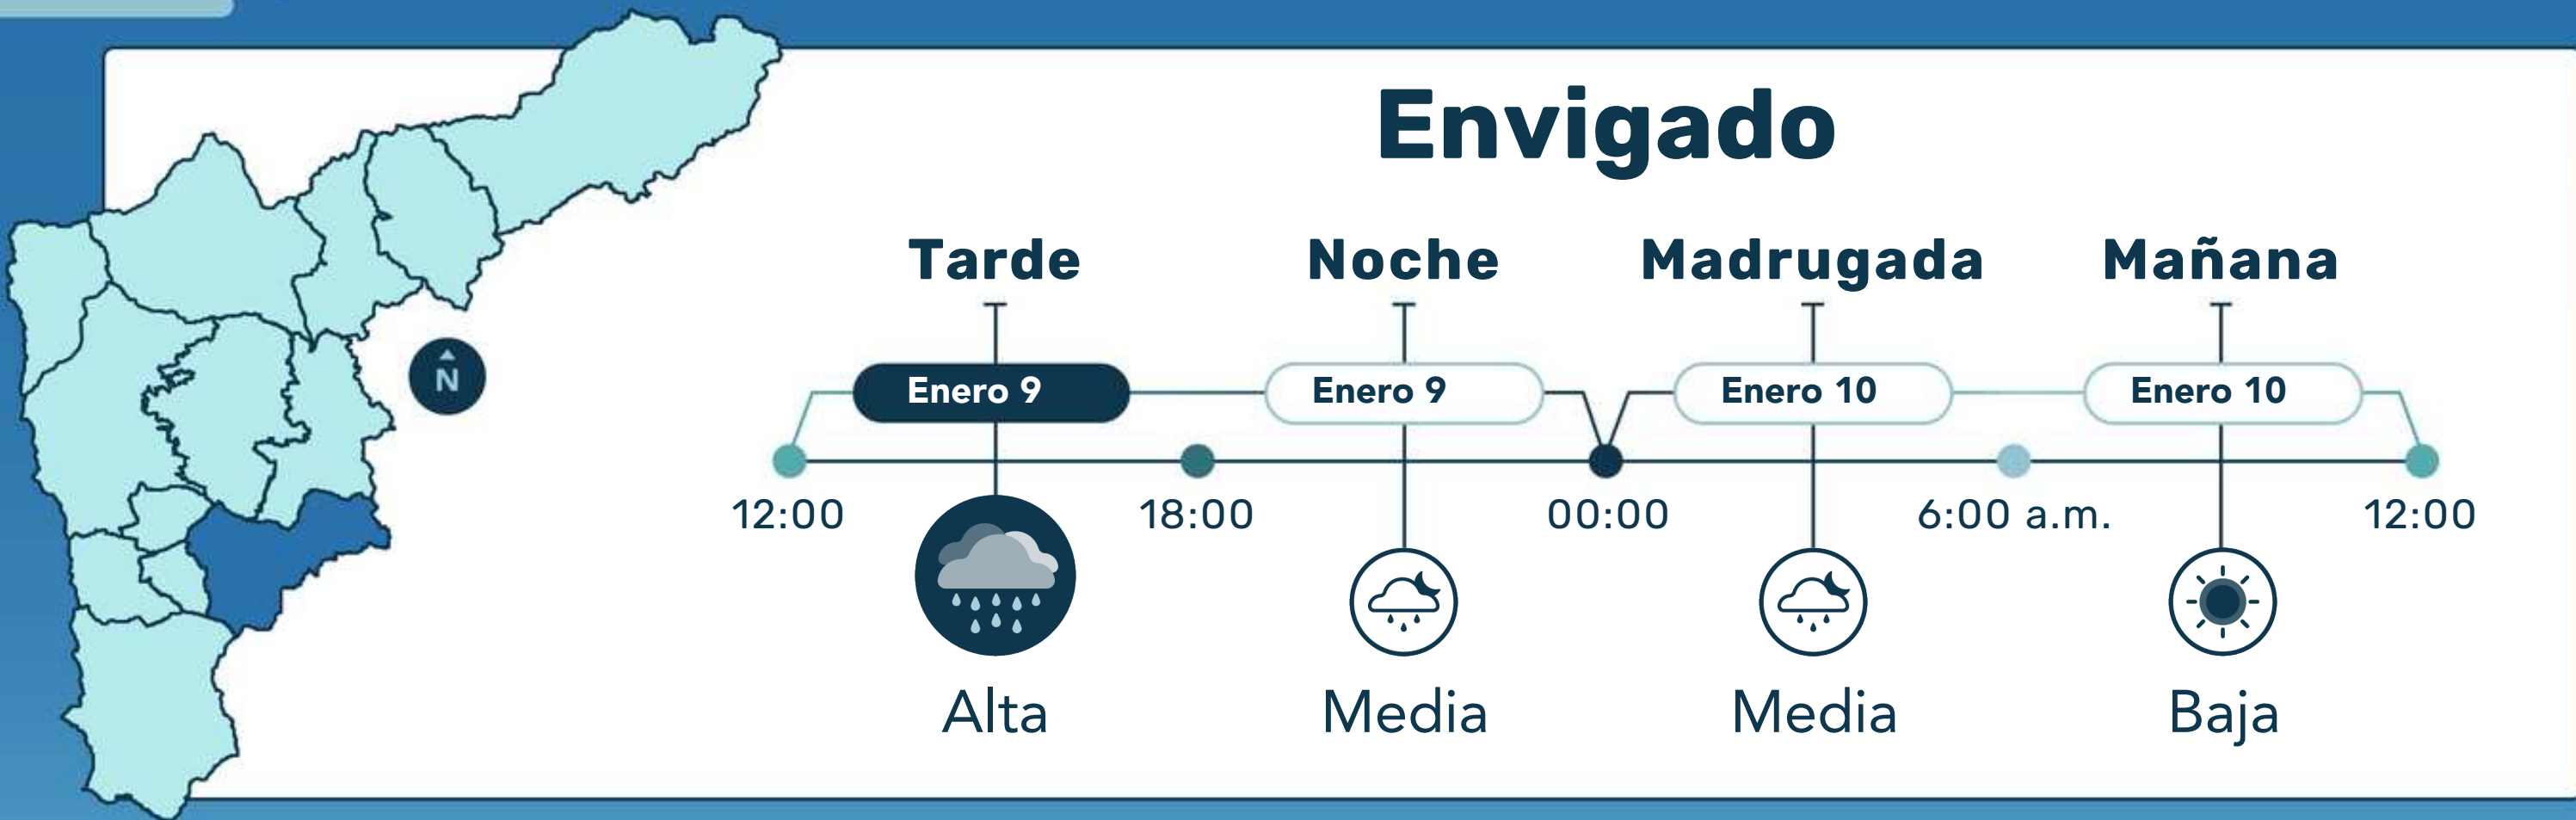 Envigado
Tarde Noche Madrugada Mañana
Enero 9 Enero 9 Enero 10 Enero 10
N
12:00 18:00 00:00 6:00 a.m. 12:00
Alta Media Media Baja